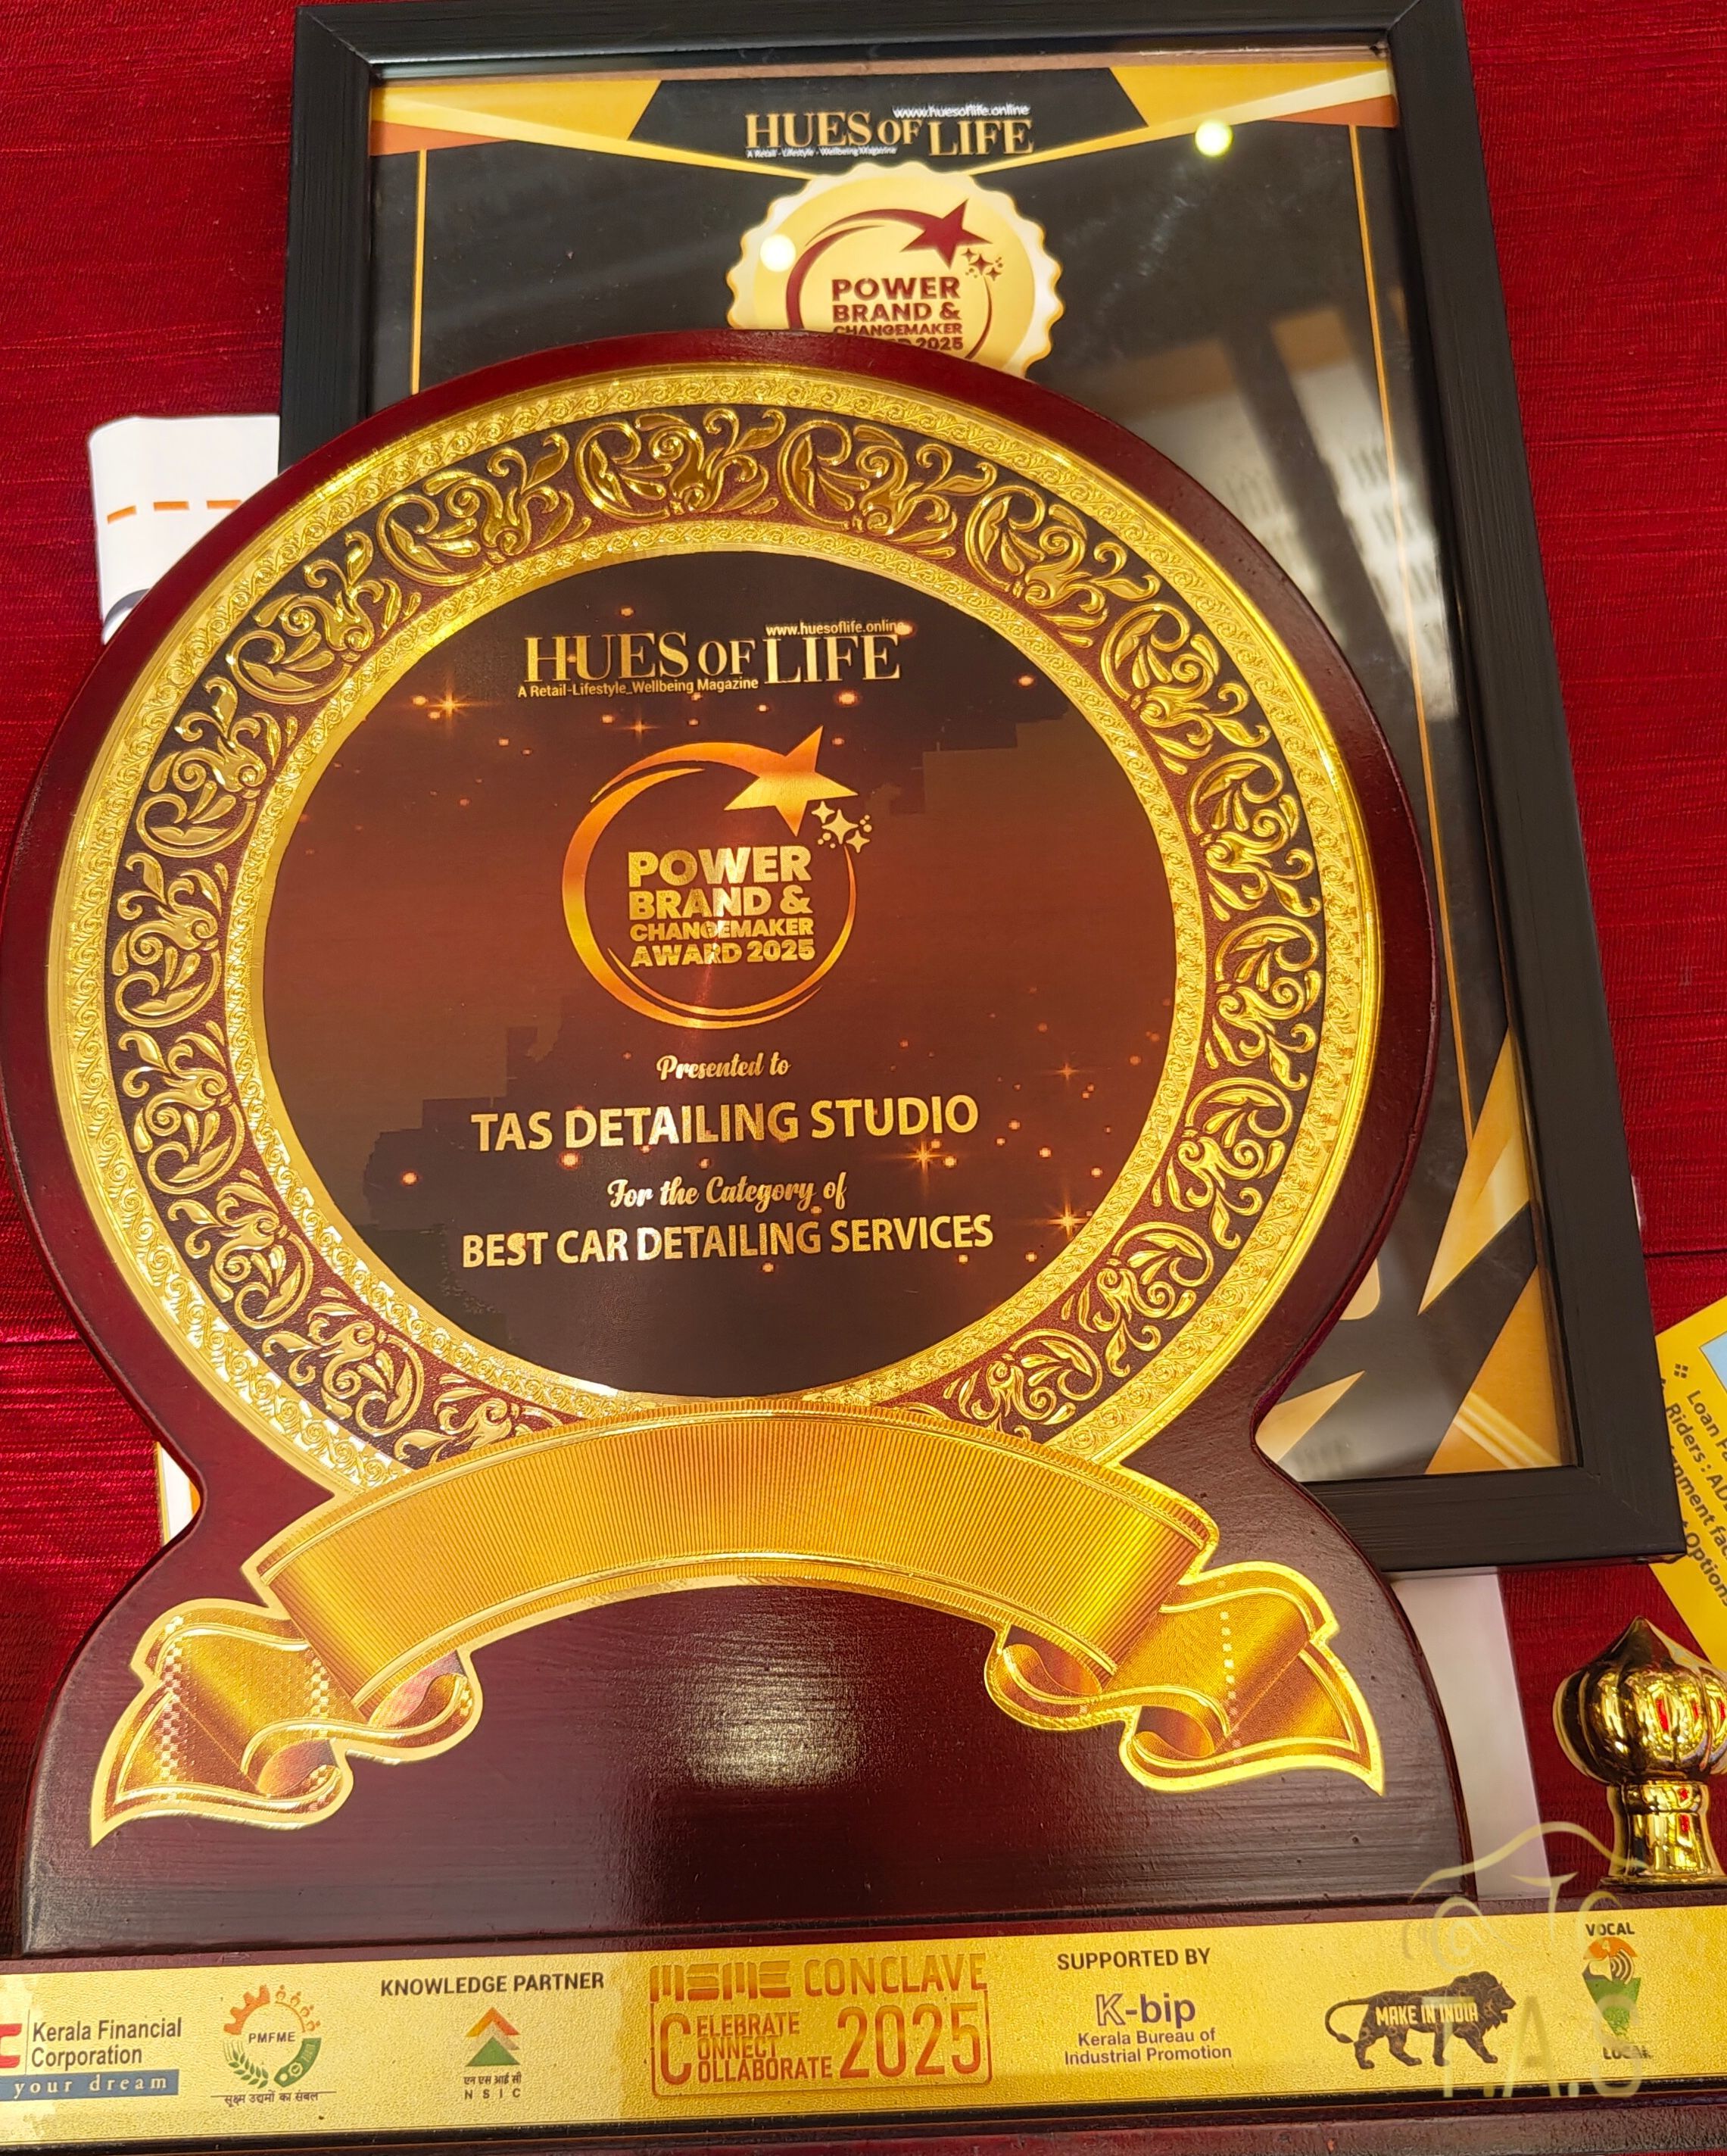 www.huesoflife.online
HUES OF LIFE
A Retail - Lifestyle - Wellbeing Magazine
POWER
BRAND &
CHANGEMAKER
2025
www.huesoflife.online
HUES OF LIFE
A Retail-Lifestyle_Wellbeing Magazine
POWER
BRAND &
CHANGEMAKER
AWARD 2025
Presented to
TAS DETAILING STUDIO
For the Category of
BEST CAR DETAILING SERVICES
Loan
Riders : AD
Option
Kerala Financial
Corporation
your dream
PMFME
सूक्ष्म उद्यमों का संबल
KNOWLEDGE PARTNER
एन एस आई सी
N S I C
MSME CONCLAVE
CELEBRATE
CONNECT
COLLABORATE
2025
SUPPORTED BY
K-bip
Kerala Bureau of
Industrial Promotion
MAKE IN INDIA
VOCAL
LOCAL
T.A.S